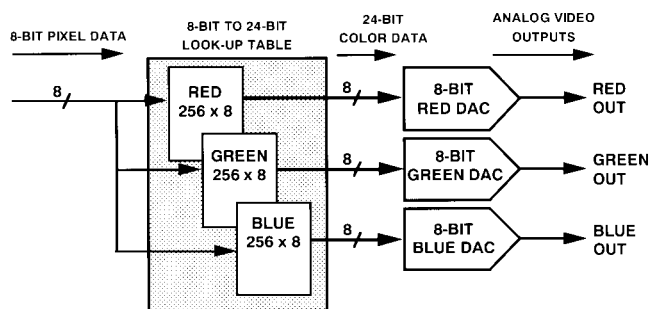 8-BIT PIXEL DATA
8-BIT TO 24-BIT
LOOK-UP TABLE
24-BIT
COLOR DATA
ANALOG VIDEO
OUTPUTS
8
RED
256 x 8
8
8-BIT
RED DAC
RED
OUT
GREEN
256 x 8
8
8-BIT
GREEN DAC
GREEN
OUT
BLUE
256 x 8
8
8-BIT
BLUE DAC
BLUE
OUT